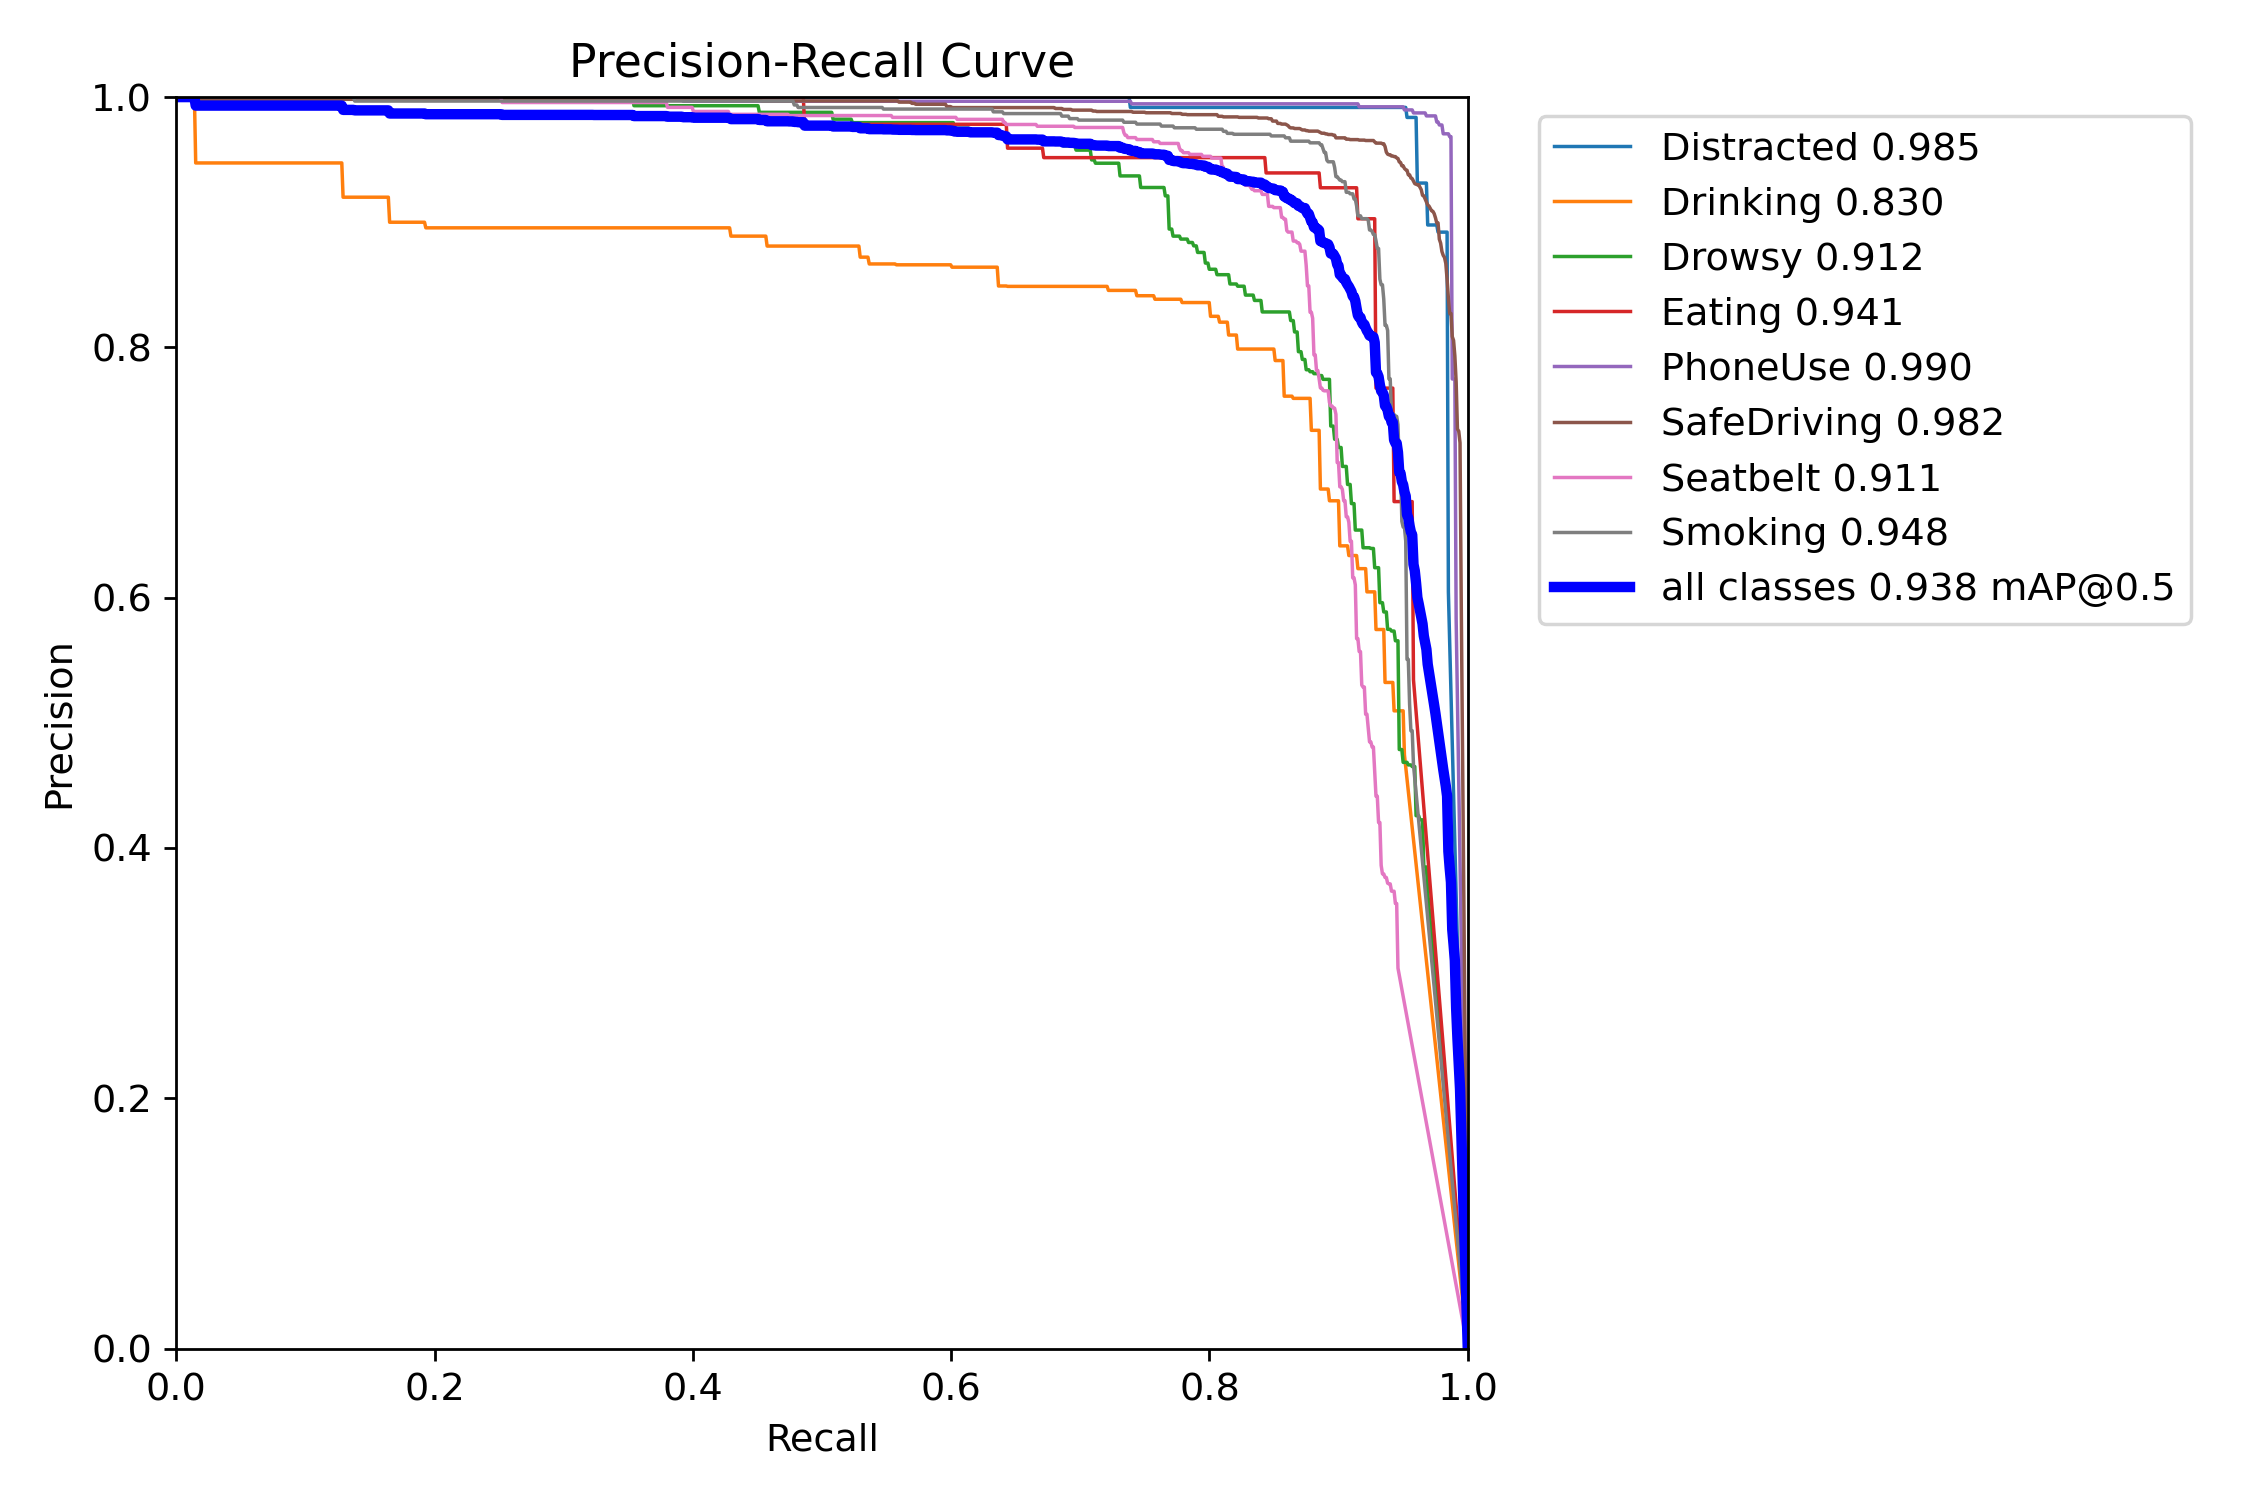 Precision-Recall Curve
1.0
0.8
0.6
0.4
0.2
0.0
Precision
0.0 0.2 0.4 0.6 0.8 1.0
Recall
Distracted 0.985
Drinking 0.830
Drowsy 0.912
Eating 0.941
PhoneUse 0.990
SafeDriving 0.982
Seatbelt 0.911
Smoking 0.948
all classes 0.938 mAP@0.5